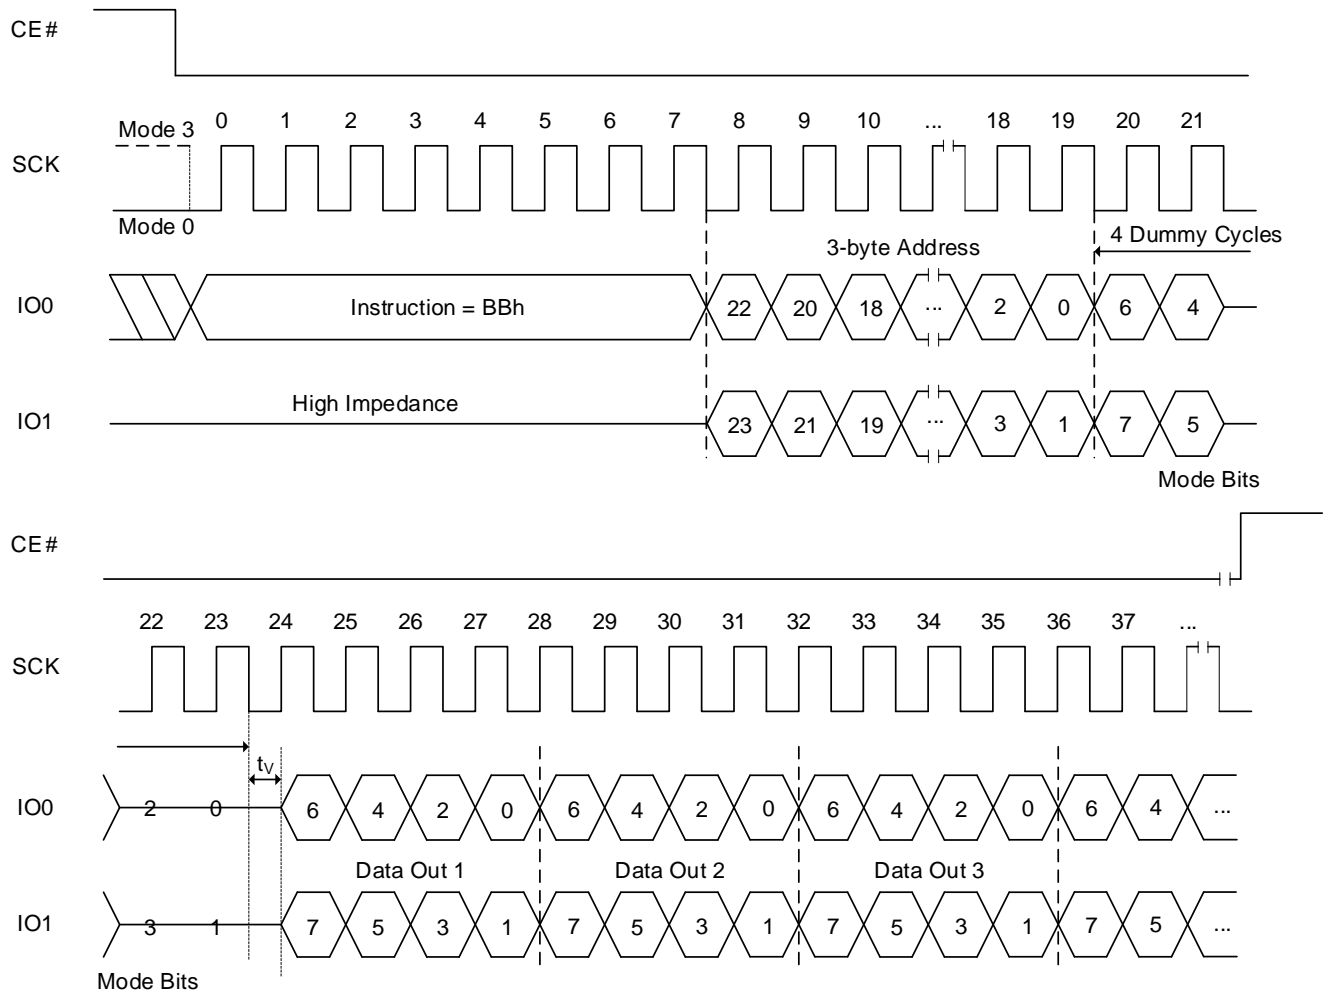 CE#
0 1 2 3 4 5 6 7 8 9 10 ... 18 19 20 21
Mode 3
SCK
Mode 0
3-byte Address
4 Dummy Cycles
IO0
Instruction = BBh
22 20 18 ... 2 0 6 4
High Impedance
IO1
23 21 19 ... 3 1 7 5
Mode Bits
CE#
22 23 24 25 26 27 28 29 30 31 32 33 34 35 36 37 ...
SCK
tV
IO0
2 0 6 4 2 0 6 4 2 0 6 4 2 0 6 4 ...
Data Out 1 Data Out 2 Data Out 3
IO1
3 1 7 5 3 1 7 5 3 1 7 5 3 1 7 5 ...
Mode Bits